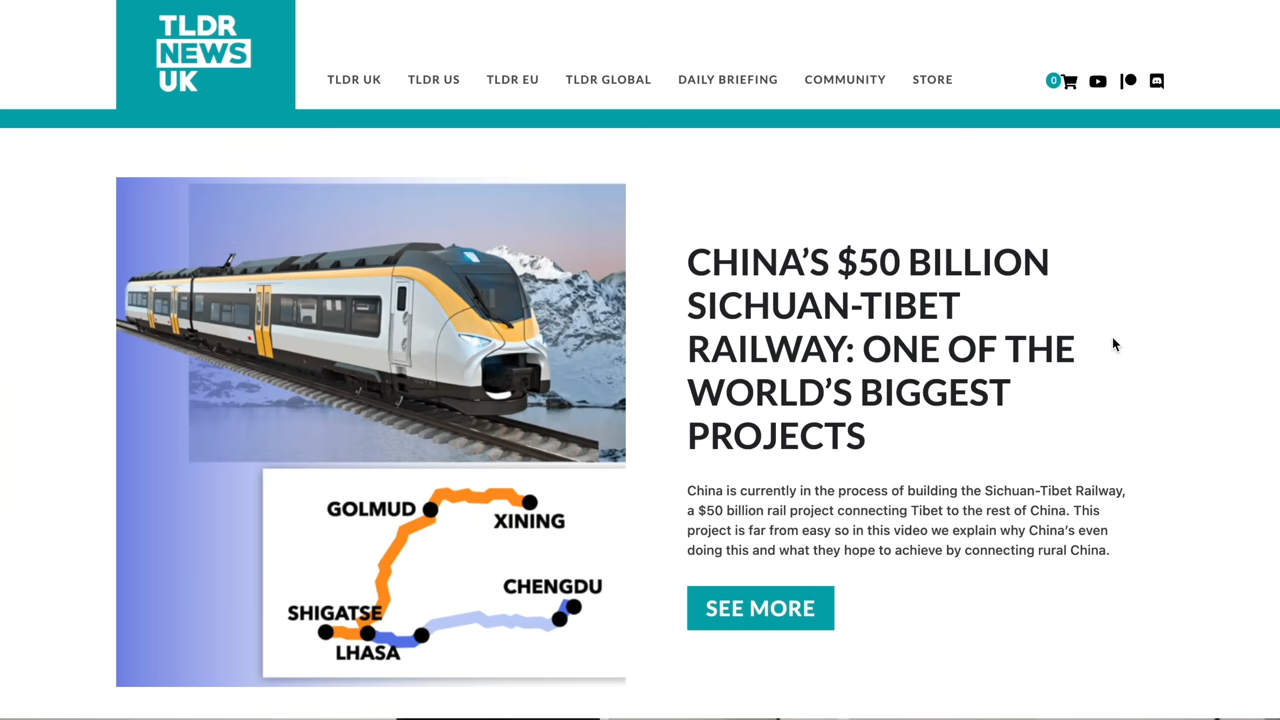 TLDR
NEWS
UK
TLDR UK TLDR US TLDR EU TLDR GLOBAL DAILY BRIEFING COMMUNITY STORE
0
CHINA’S $50 BILLION
SICHUAN-TIBET
RAILWAY: ONE OF THE
WORLD’S BIGGEST
PROJECTS
China is currently in the process of building the Sichuan-Tibet Railway,
a $50 billion rail project connecting Tibet to the rest of China. This
project is far from easy so in this video we explain why China’s even
doing this and what they hope to achieve by connecting rural China.
SEE MORE
GOLMUD
XINING
CHENGDU
SHIGATSE
LHASA